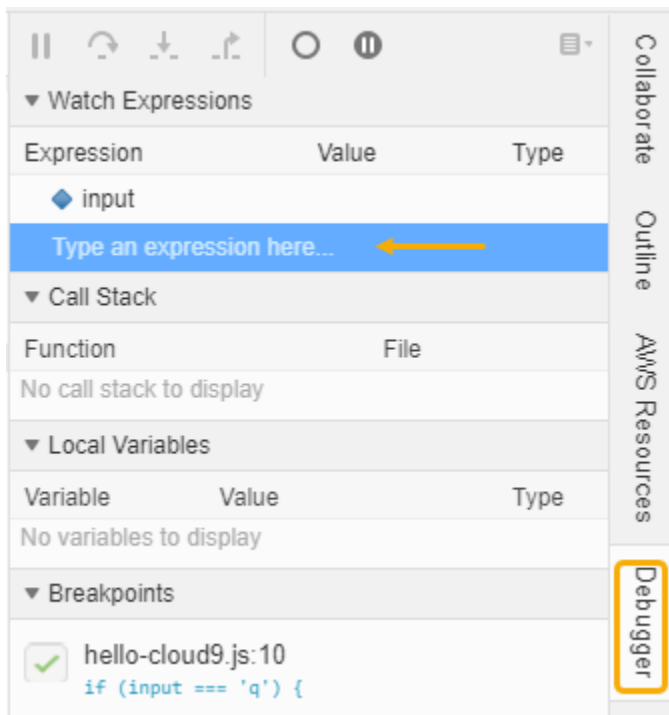 Watch Expressions
Expression Value Type
input
Type an expression here...
Call Stack
Function File
No call stack to display
Local Variables
Variable Value Type
No variables to display
Breakpoints
hello-cloud9.js:10
if (input === 'q') {
Collaborate
Outline
AWS Resources
Debugger